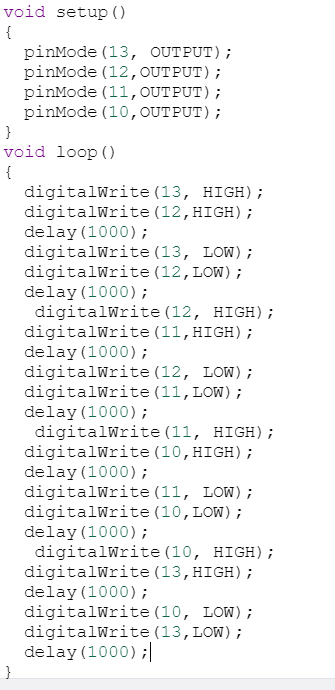 void setup()
{
  pinMode(13, OUTPUT);
  pinMode(12,OUTPUT);
  pinMode(11,OUTPUT);
  pinMode(10,OUTPUT);
}
void loop()
{
  digitalWrite(13, HIGH);
  digitalWrite(12,HIGH);
  delay(1000);
  digitalWrite(13, LOW);
  digitalWrite(12,LOW);
  delay(1000);
   digitalWrite(12, HIGH);
  digitalWrite(11,HIGH);
  delay(1000);
  digitalWrite(12, LOW);
  digitalWrite(11,LOW);
  delay(1000);
   digitalWrite(11, HIGH);
  digitalWrite(10,HIGH);
  delay(1000);
  digitalWrite(11, LOW);
  digitalWrite(10,LOW);
  delay(1000);
   digitalWrite(10, HIGH);
  digitalWrite(13,HIGH);
  delay(1000);
  digitalWrite(10, LOW);
  digitalWrite(13,LOW);
  delay(1000);
}